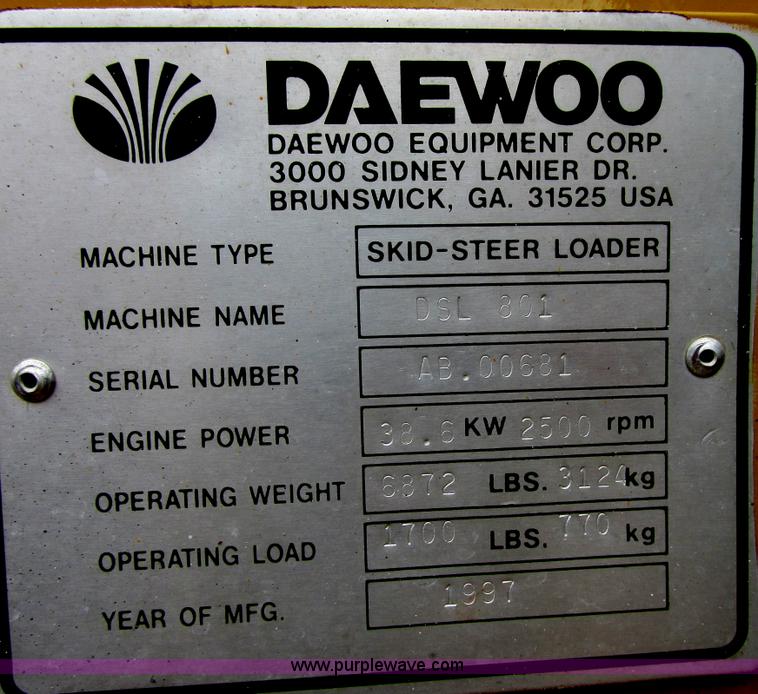 DAEWOO
DAEWOO EQUIPMENT CORP.
3000 SIDNEY LANIER DR.
BRUNSWICK, GA. 31525 USA
MACHINE TYPE SKID-STEER LOADER
MACHINE NAME DSL 801
SERIAL NUMBER AB.00681
ENGINE POWER 38.6 KW 2500 rpm
OPERATING WEIGHT 6872 LBS. 3124 kg
OPERATING LOAD 1700 LBS. 770 kg
YEAR OF MFG. 1997
www.purplewave.com